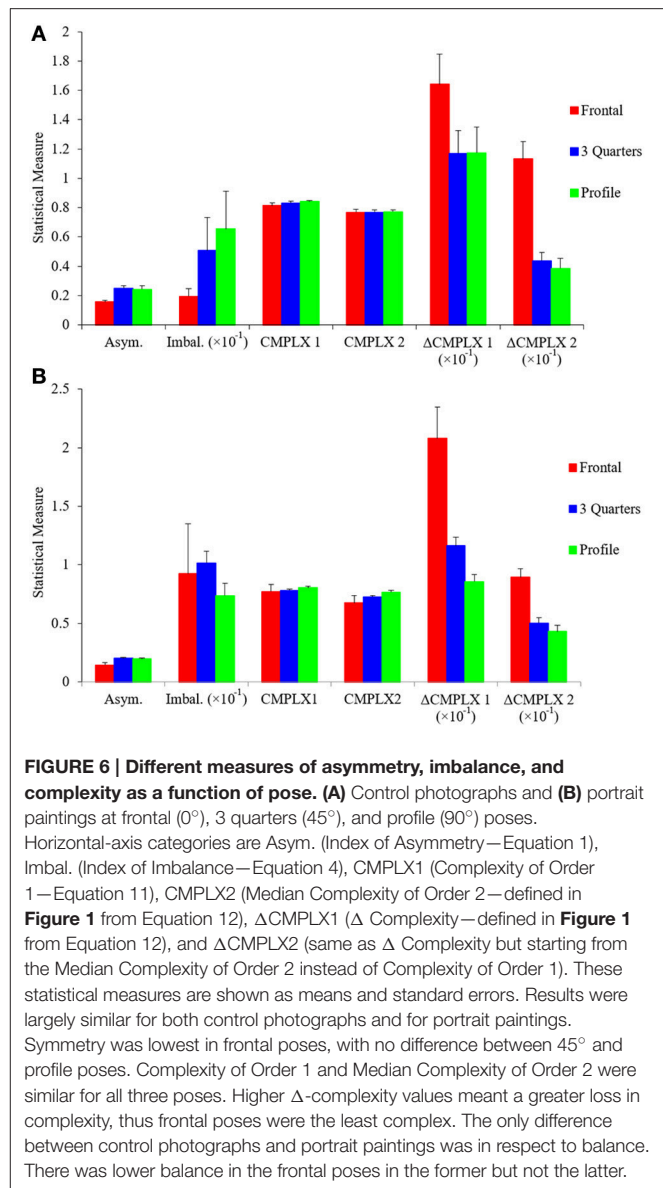 A
Statistical Measure
2
1.8
1.6
1.4
1.2
1
0.8
0.6
0.4
0.2
0
Frontal
3 Quarters
Profile
Asym. Imbal. (×10-1) CMPLX 1 CMPLX 2 ΔCMPLX 1 ΔCMPLX 2
(×10-1) (×10-1)
B
Statistical Measure
2.5
2
1.5
1
0.5
0
Frontal
3 Quarters
Profile
Asym. Imbal. (×10-1) CMPLX1 CMPLX2 ΔCMPLX 1 ΔCMPLX 2
(×10-1) (×10-1)
FIGURE 6 | Different measures of asymmetry, imbalance, and
complexity as a function of pose. (A) Control photographs and (B) portrait
paintings at frontal (0°), 3 quarters (45°), and profile (90°) poses.
Horizontal-axis categories are Asym. (Index of Asymmetry—Equation 1),
Imbal. (Index of Imbalance—Equation 4), CMPLX1 (Complexity of Order
1—Equation 11), CMPLX2 (Median Complexity of Order 2—defined in
Figure 1 from Equation 12), ΔCMPLX1 (Δ Complexity—defined in Figure 1
from Equation 12), and ΔCMPLX2 (same as Δ Complexity but starting from
the Median Complexity of Order 2 instead of Complexity of Order 1). These
statistical measures are shown as means and standard errors. Results were
largely similar for both control photographs and for portrait paintings.
Symmetry was lowest in frontal poses, with no difference between 45° and
profile poses. Complexity of Order 1 and Median Complexity of Order 2 were
similar for all three poses. Higher Δ-complexity values meant a greater loss in
complexity, thus frontal poses were the least complex. The only difference
between control photographs and portrait paintings was in respect to balance.
There was lower balance in the frontal poses in the former but not the latter.